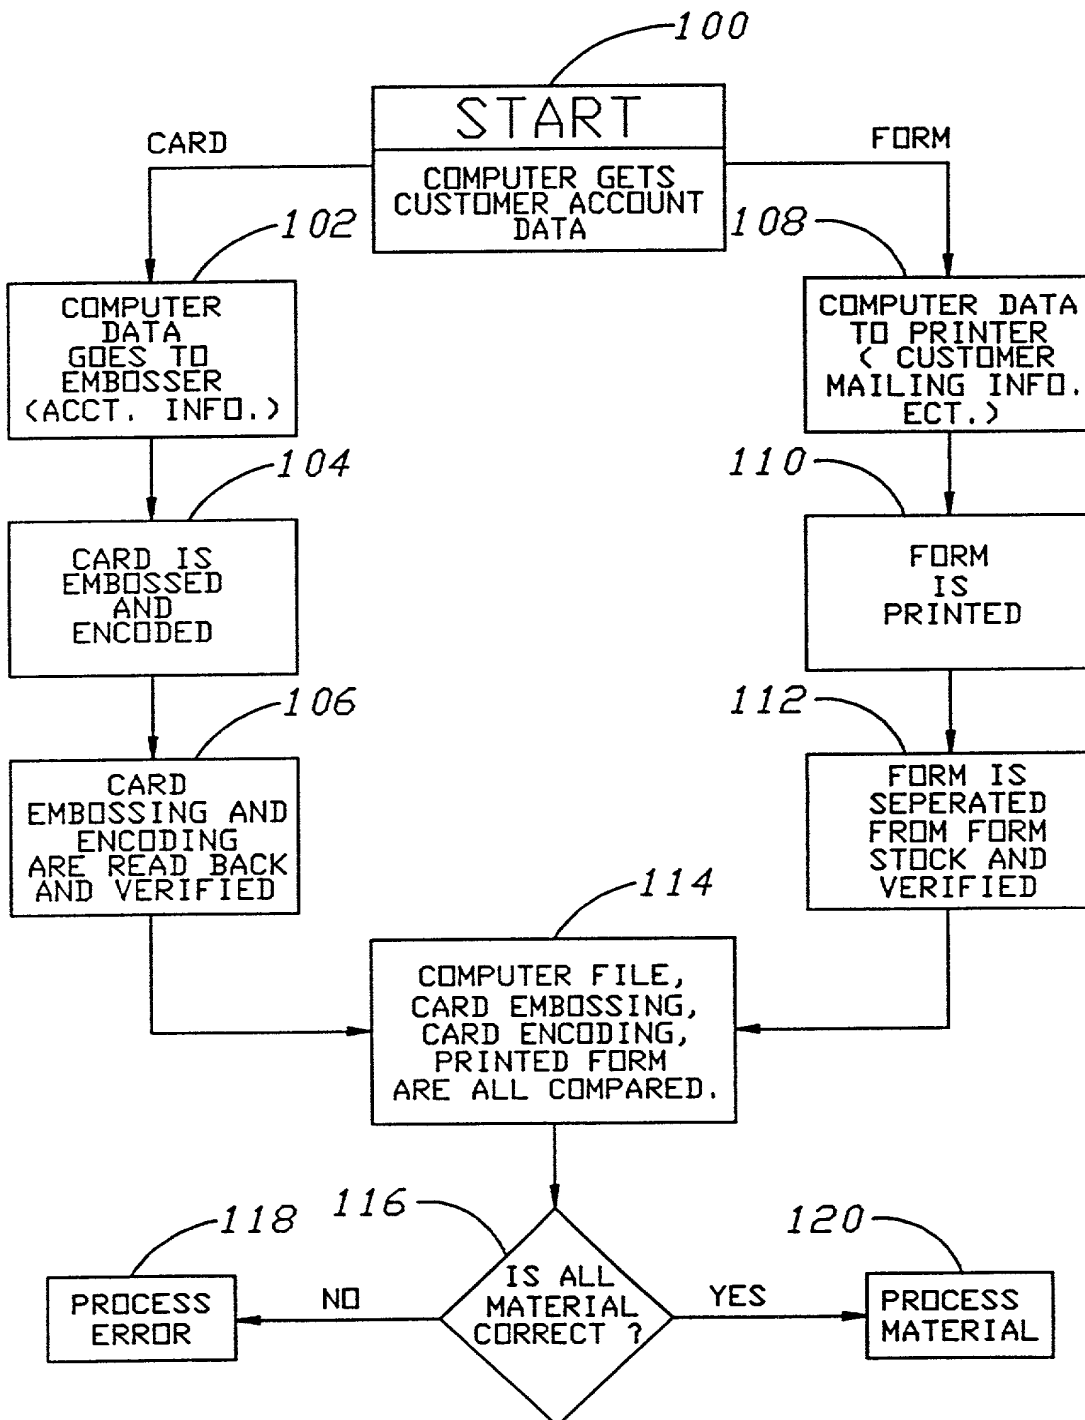 100
START
COMPUTER GETS
CUSTOMER ACCOUNT
DATA
CARD
FORM
102
COMPUTER
DATA
GOES TO
EMBOSSER
(ACCT. INFO.)
108
COMPUTER DATA
TO PRINTER
( CUSTOMER
MAILING INFO.
ECT.)
104
CARD IS
EMBOSSED
AND
ENCODED
110
FORM
IS
PRINTED
106
CARD
EMBOSSING AND
ENCODING
ARE READ BACK
AND VERIFIED
112
FORM IS
SEPERATED
FROM FORM
STOCK AND
VERIFIED
114
COMPUTER FILE,
CARD EMBOSSING,
CARD ENCODING,
PRINTED FORM
ARE ALL COMPARED.
116
IS ALL
MATERIAL
CORRECT ?
NO
YES
118
PROCESS
ERROR
120
PROCESS
MATERIAL